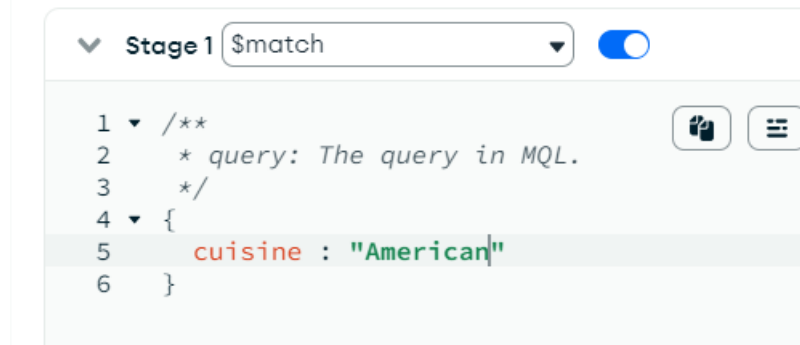 Stage 1 $match
1 /**
2 * query: The query in MQL.
3 */
4 {
5 cuisine : "American"
6 }